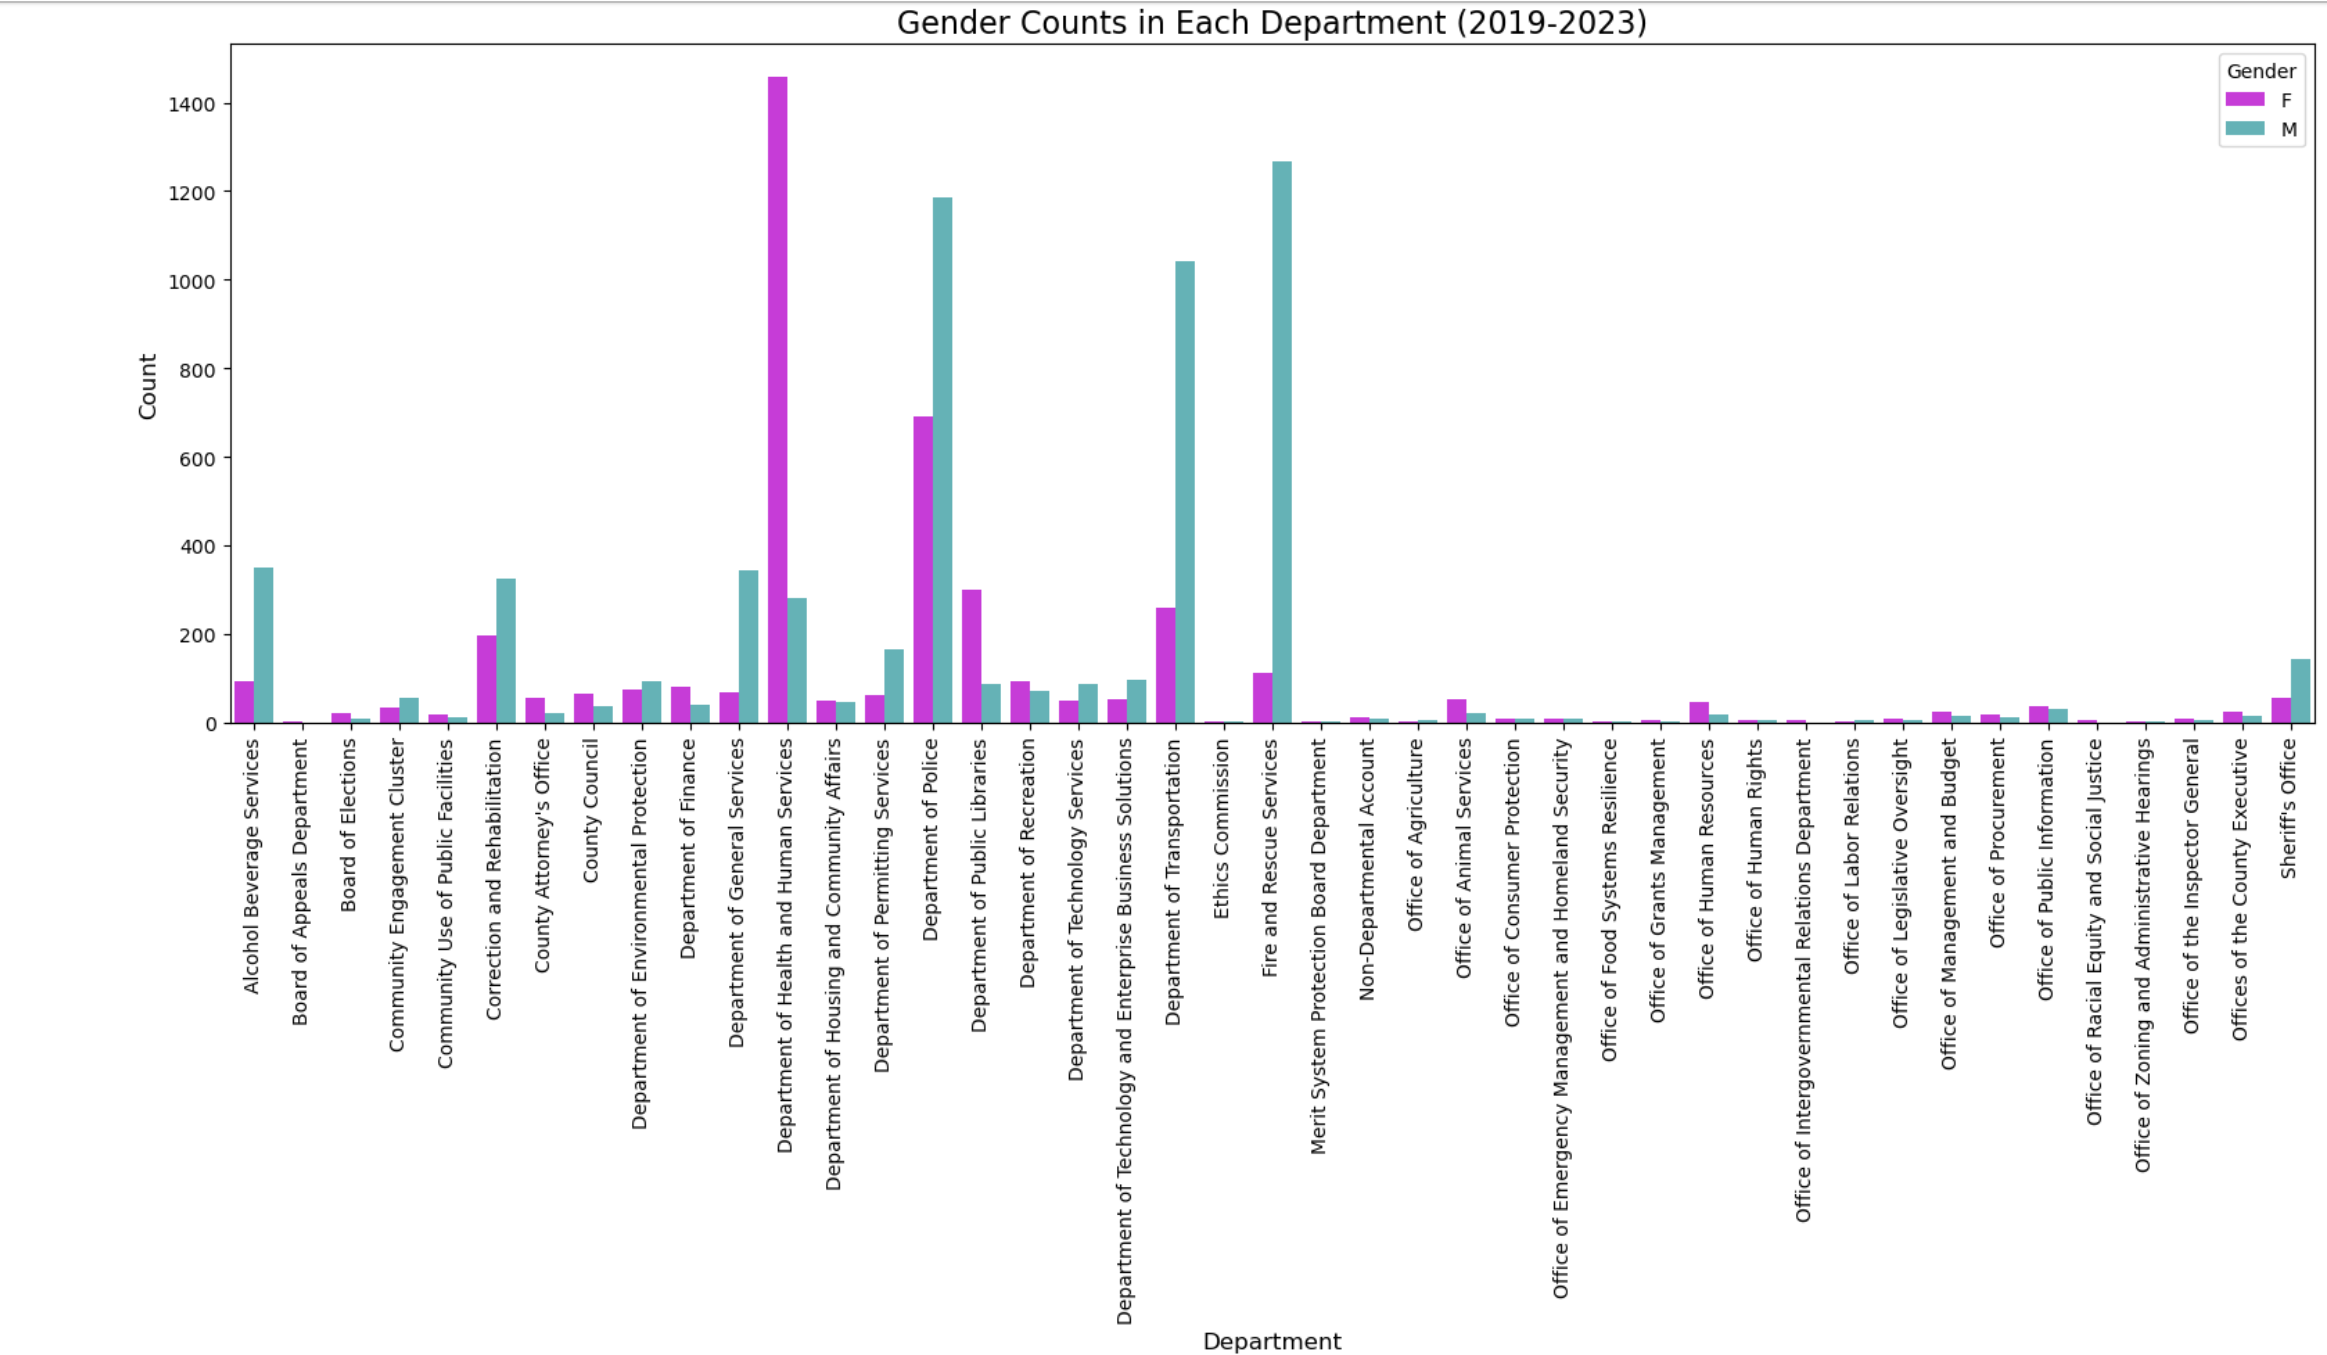 Gender Counts in Each Department (2019-2023)
Gender
F
M
Count
1400
1200
1000
800
600
400
200
0
Alcohol Beverage Services
Board of Appeals Department
Board of Elections
Community Engagement Cluster
Community Use of Public Facilities
Correction and Rehabilitation
County Attorney's Office
County Council
Department of Environmental Protection
Department of Finance
Department of General Services
Department of Health and Human Services
Department of Housing and Community Affairs
Department of Permitting Services
Department of Police
Department of Public Libraries
Department of Recreation
Department of Technology Services
Department of Technology and Enterprise Business Solutions
Department of Transportation
Ethics Commission
Fire and Rescue Services
Merit System Protection Board Department
Non-Departmental Account
Office of Agriculture
Office of Animal Services
Office of Consumer Protection
Office of Emergency Management and Homeland Security
Office of Food Systems Resilience
Office of Grants Management
Office of Human Resources
Office of Human Rights
Office of Intergovernmental Relations Department
Office of Labor Relations
Office of Legislative Oversight
Office of Management and Budget
Office of Procurement
Office of Public Information
Office of Racial Equity and Social Justice
Office of Zoning and Administrative Hearings
Office of the Inspector General
Offices of the County Executive
Sheriff's Office
Department